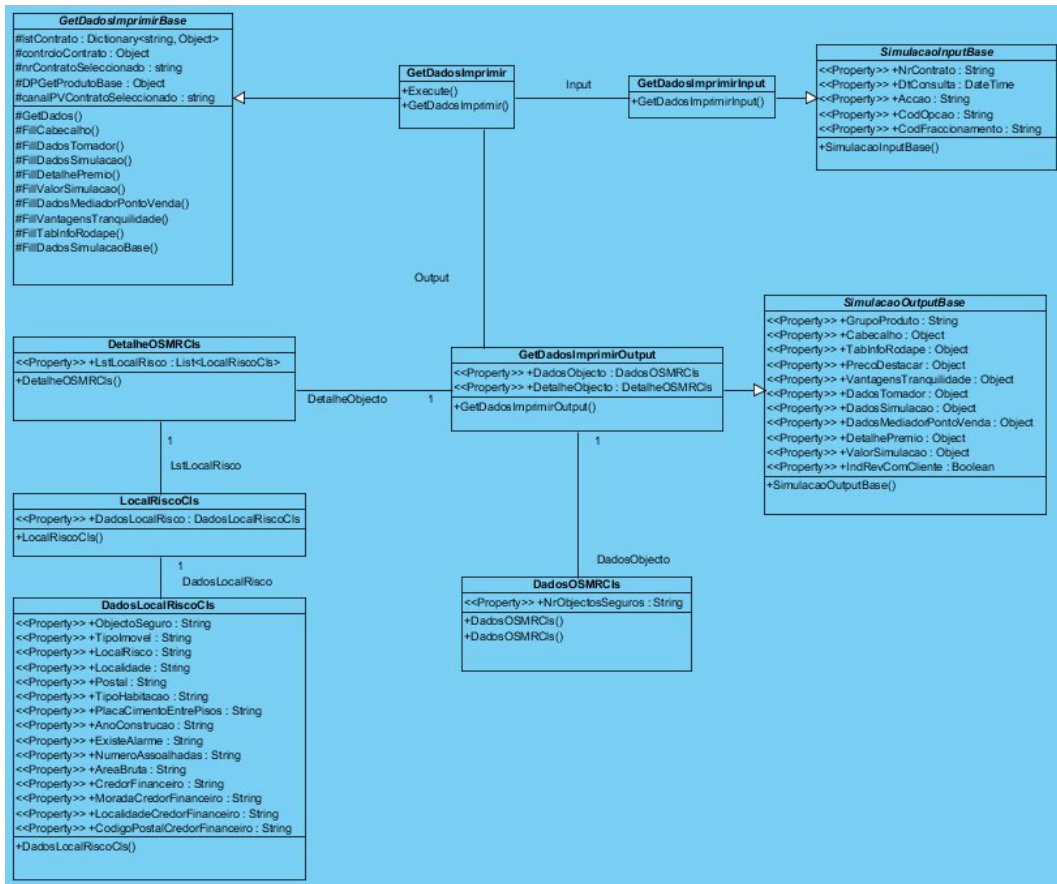 GetDadosImprimirBase
#lstContrato : Dictionary<string, Object>
#controloContrato : Object
#nrContratoSeleccionado : string
#DPGetProdutoBase : Object
#canalPVContratoSeleccionado : string
#GetDados()
#FillCabecalho()
#FillDadosTomador()
#FillDadosSimulacao()
#FillDetalhePremio()
#FillValorSimulacao()
#FillDadosMediadorPontoVenda()
#FillVantagensTranquilidade()
#FillTabInfoRodape()
#FillDadosSimulacaoBase()
GetDadosImprimir
+Execute()
+GetDadosImprimir()
Input
GetDadosImprimirInput
+GetDadosImprimirInput()
SimulacaoInputBase
<<Property>> +NrContrato : String
<<Property>> +DtConsulta : DateTime
<<Property>> +Accao : String
<<Property>> +CodOpcao : String
<<Property>> +CodFraccionamento : String
+SimulacaoInputBase()
Output
DetalheOSMRCls
<<Property>> +LstLocalRisco : List<LocalRiscoCls>
+DetalheOSMRCls()
DetalheObjecto
1
GetDadosImprimirOutput
<<Property>> +DadosObjecto : DadosOSMRCls
<<Property>> +DetalheObjecto : DetalheOSMRCls
+GetDadosImprimirOutput()
SimulacaoOutputBase
<<Property>> +GrupoProduto : String
<<Property>> +Cabecalho : Object
<<Property>> +TabInfoRodape : Object
<<Property>> +PrecoDestacar : Object
<<Property>> +VantagensTranquilidade : Object
<<Property>> +DadosTomador : Object
<<Property>> +DadosSimulacao : Object
<<Property>> +DadosMediadorPontoVenda : Object
<<Property>> +DetalhePremio : Object
<<Property>> +ValorSimulacao : Object
<<Property>> +IndRevComCliente : Boolean
+SimulacaoOutputBase()
1
LstLocalRisco
1
LocalRiscoCls
<<Property>> +DadosLocalRisco : DadosLocalRiscoCls
+LocalRiscoCls()
1
DadosLocalRisco
DadosObjecto
DadosOSMRCls
<<Property>> +NrObjectosSeguros : String
+DadosOSMRCls()
+DadosOSMRCls()
DadosLocalRiscoCls
<<Property>> +ObjectoSeguro : String
<<Property>> +TipoImovel : String
<<Property>> +LocalRisco : String
<<Property>> +Localidade : String
<<Property>> +Postal : String
<<Property>> +TipoHabitacao : String
<<Property>> +PlacaCimentoEntrePisos : String
<<Property>> +AnoConstrucao : String
<<Property>> +ExisteAlarme : String
<<Property>> +NumeroAssoalhadas : String
<<Property>> +AreaBruta : String
<<Property>> +CredorFinanceiro : String
<<Property>> +MoradaCredorFinanceiro : String
<<Property>> +LocalidadeCredorFinanceiro : String
<<Property>> +CodigoPostalCredorFinanceiro : String
+DadosLocalRiscoCls()